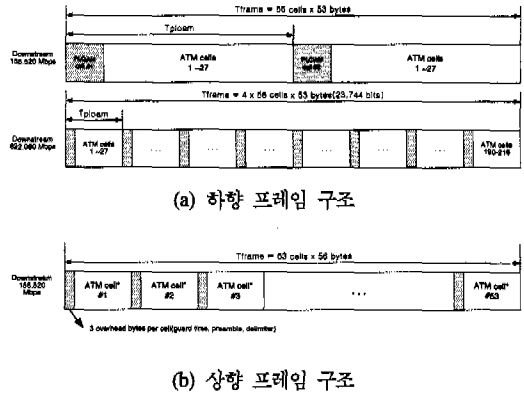 Tframe = 56 cells x 53 bytes
Tploam
Downstream
155.520 Mbps
ATM cells
1 ~27
ATM cells
1 ~27
Tframe = 4 x 56 cells x 53 bytes(23,744 bits)
Tploam
Downstream
622.080 Mbps
ATM cells
1 ~27
...
...
...
...
...
...
ATM cells
190-216
(a) 하향 프레임 구조
Tframe = 53 cells x 56 bytes
Downstream
155.520
Mbps
ATM cell*
#1
ATM cell*
#2
ATM cell*
#3
...
ATM cell*
#53
3 overhead bytes per cell(guard time, preamble, delimiter)
(b) 상향 프레임 구조